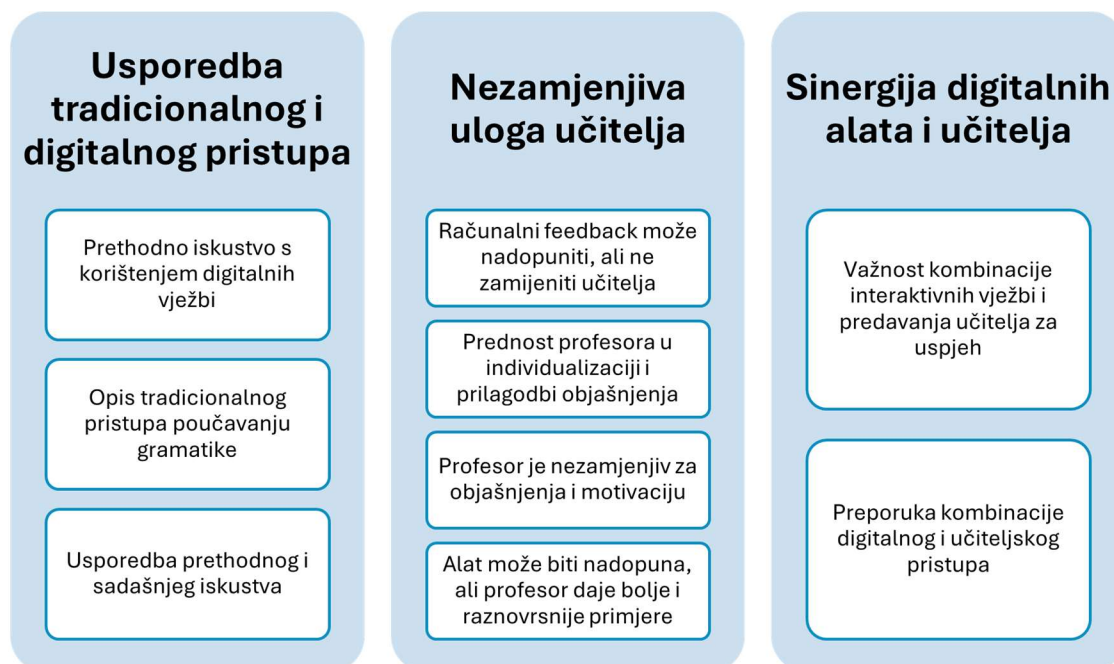 Usporedba
tradicionalnog i
digitalnog pristupa
Prethodno iskustvo s
korištenjem digitalnih
vježbi
Opis tradicionalnog
pristupa poučavanju
gramatike
Usporedba prethodnog i
sadašnjeg iskustva
Nezamjenjiva
uloga učitelja
Računalni feedback može
nadopuniti, ali ne
zamijeniti učitelja
Prednost profesora u
individualizaciji i
prilagodbi objašnjenja
Profesor je nezamjenjiv za
objašnjenja i motivaciju
Alat može biti nadopuna,
ali profesor daje bolje i
raznovrsnije primjere
Sinergija digitalnih
alata i učitelja
Važnost kombinacije
interaktivnih vježbi i
predavanja učitelja za
uspjeh
Preporuka kombinacije
digitalnog i učiteljskog
pristupa